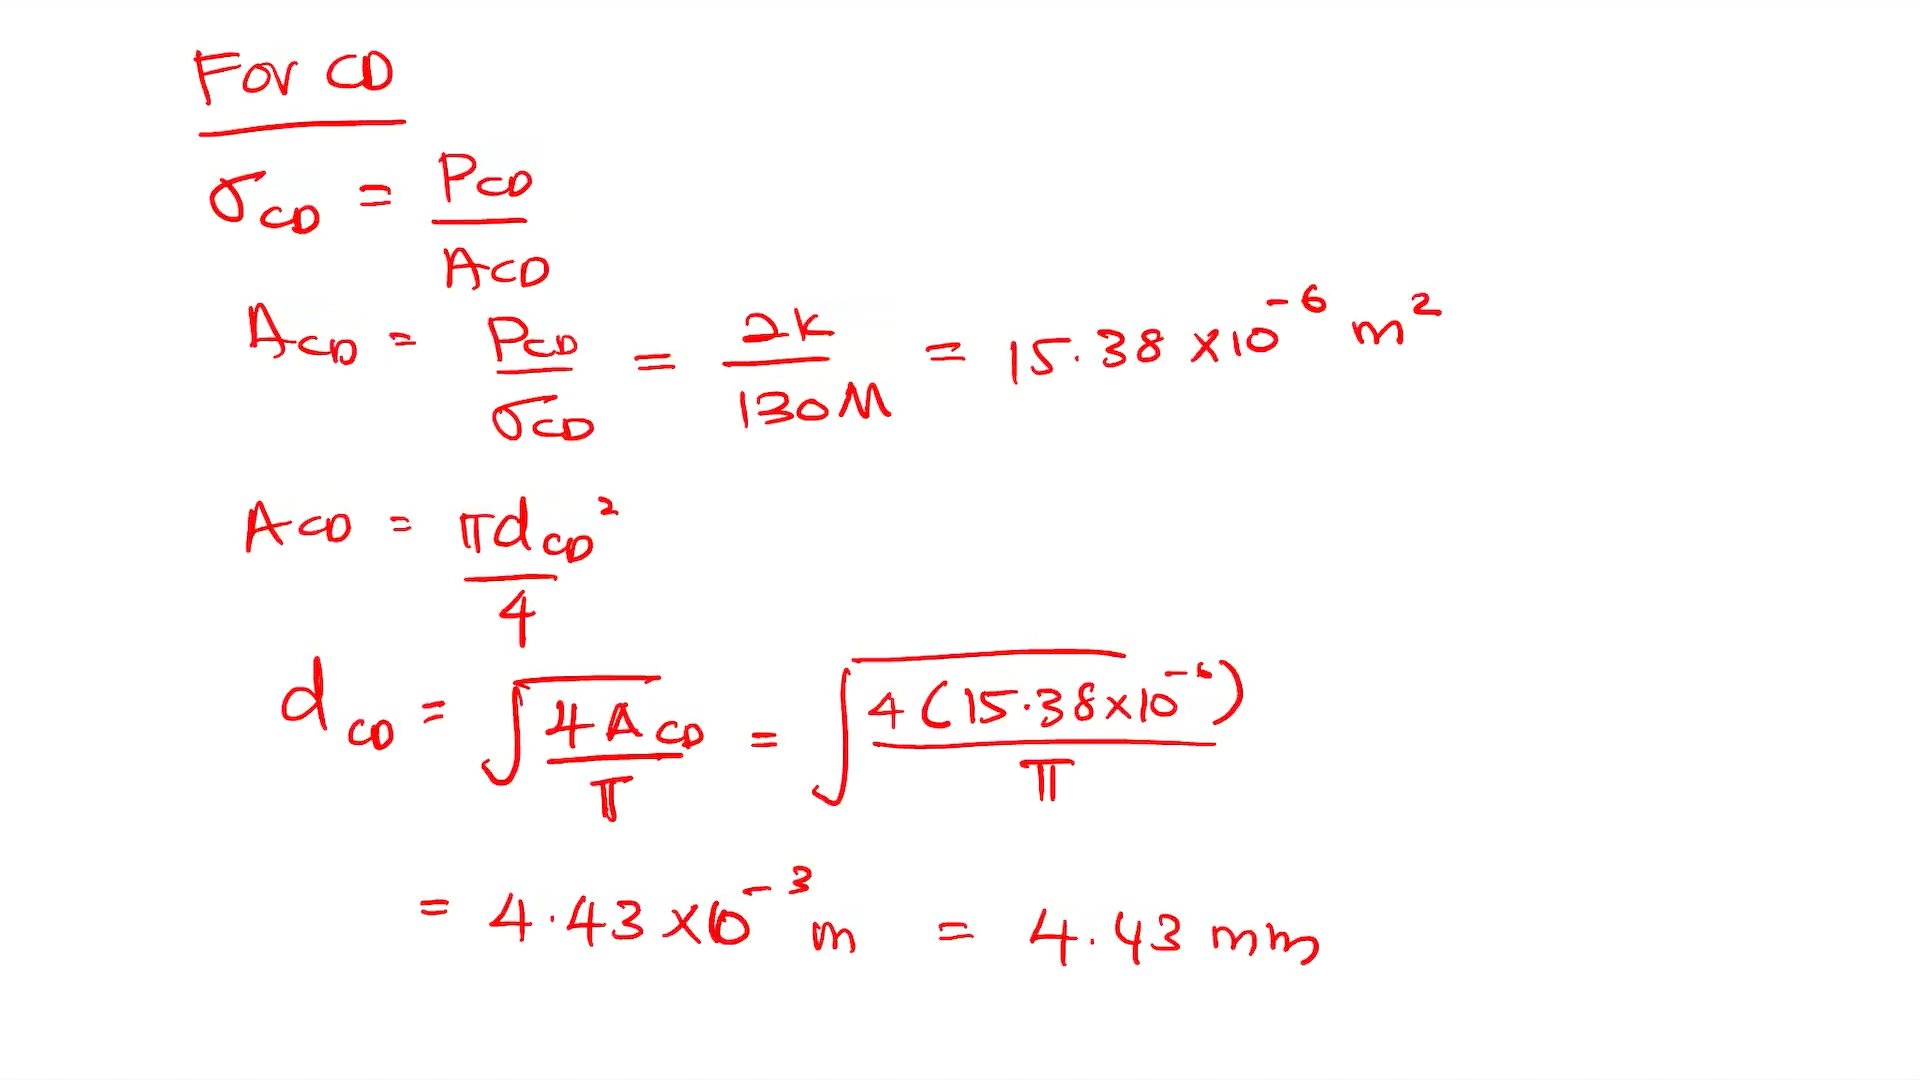 For CD
σCD = PCD / ACD
ACD = PCD / σCD = 2K / 130M = 15.38 × 10⁻⁶ m²
ACD = πdCD² / 4
dCD = √(4ACD / π) = √(4(15.38×10⁻⁶) / π)
= 4.43 × 10⁻³ m = 4.43 mm